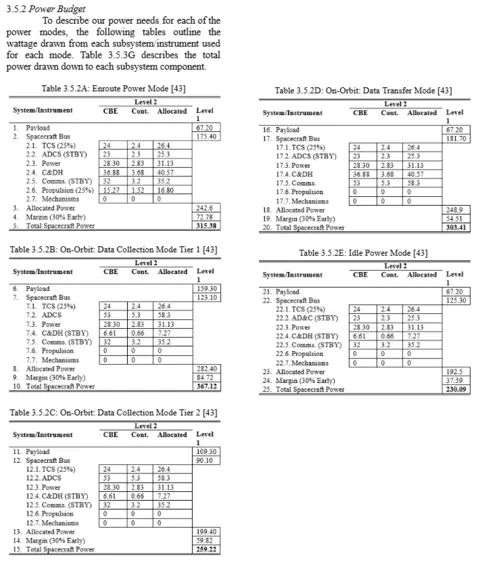 3.5.2 Power Budget
To describe our power needs for each of the
power modes, the following tables outline the
wattage drawn from each subsystem/instrument used
for each mode. Table 3.5.3G describes the total
power drawn down to each subsystem component.
Table 3.5.2A: Enroute Power Mode [43]
Level 2
System/Instrument CBE Cont. Allocated Level
1
1. Payload 67.20
2. Spacecraft Bus 175.40
2.1. TCS (25%) 24 2.4 26.4
2.2. ADCS (STBY) 23 2.3 25.3
2.3. Power 28.30 2.83 31.13
2.4. C&DH 36.88 3.68 40.57
2.5. Comms. (STBY) 32 3.2 35.2
2.6. Propulsion (25%) 15.27 1.52 16.80
2.7. Mechanisms 0 0 0
3. Allocated Power 242.6
4. Margin (30% Early) 72.78
5. Total Spacecraft Power 315.38
Table 3.5.2B: On-Orbit: Data Collection Mode Tier 1 [43]
Level 2
System/Instrument CBE Cont. Allocated Level
1
6. Payload 159.30
7. Spacecraft Bus 123.10
7.1. TCS (25%) 24 2.4 26.4
7.2. ADCS 53 5.3 58.3
7.3. Power 28.30 2.83 31.13
7.4. C&DH (STBY) 6.61 0.66 7.27
7.5. Comms. (STBY) 32 3.2 35.2
7.6. Propulsion 0 0 0
7.7. Mechanisms 0 0 0
8. Allocated Power 282.40
9. Margin (30% Early) 84.72
10. Total Spacecraft Power 367.12
Table 3.5.2C: On-Orbit: Data Collection Mode Tier 2 [43]
Level 2
System/Instrument CBE Cont. Allocated Level
1
11. Payload 109.30
12. Spacecraft Bus 90.10
12.1. TCS (25%) 24 2.4 26.4
12.2. ADCS 53 5.3 58.3
12.3. Power 28.30 2.83 31.13
12.4. C&DH (STBY) 6.61 0.66 7.27
12.5. Comms. (STBY) 32 3.2 35.2
12.6. Propulsion 0 0 0
12.7. Mechanisms 0 0 0
13. Allocated Power 199.40
14. Margin (30% Early) 59.82
15. Total Spacecraft Power 259.22
Table 3.5.2D: On-Orbit: Data Transfer Mode [43]
Level 2
System/Instrument CBE Cont. Allocated Level
1
16. Payload 67.20
17. Spacecraft Bus 181.70
17.1. TCS (25%) 24 2.4 26.4
17.2. ADCS (STBY) 23 2.3 25.3
17.3. Power 28.30 2.83 31.13
17.4. C&DH 36.88 3.68 40.57
17.5. Comms. 53 5.3 58.3
17.6. Propulsion 0 0 0
17.7. Mechanisms 0 0 0
18. Allocated Power 248.9
19. Margin (30% Early) 54.51
20. Total Spacecraft Power 303.41
Table 3.5.2E: Idle Power Mode [43]
Level 2
System/Instrument CBE Cont. Allocated Level
1
21. Payload 67.20
22. Spacecraft Bus 125.30
22.1. TCS (25%) 24 2.4 26.4
22.2. AD&C (STBY) 23 2.3 25.3
22.3. Power 28.30 2.83 31.13
22.4. C&DH (STBY) 6.61 0.66 7.27
22.5. Comms. (STBY) 32 3.2 35.2
22.6. Propulsion 0 0 0
22.7. Mechanisms 0 0 0
23. Allocated Power 192.5
24. Margin (30% Early) 37.59
25. Total Spacecraft Power 230.09